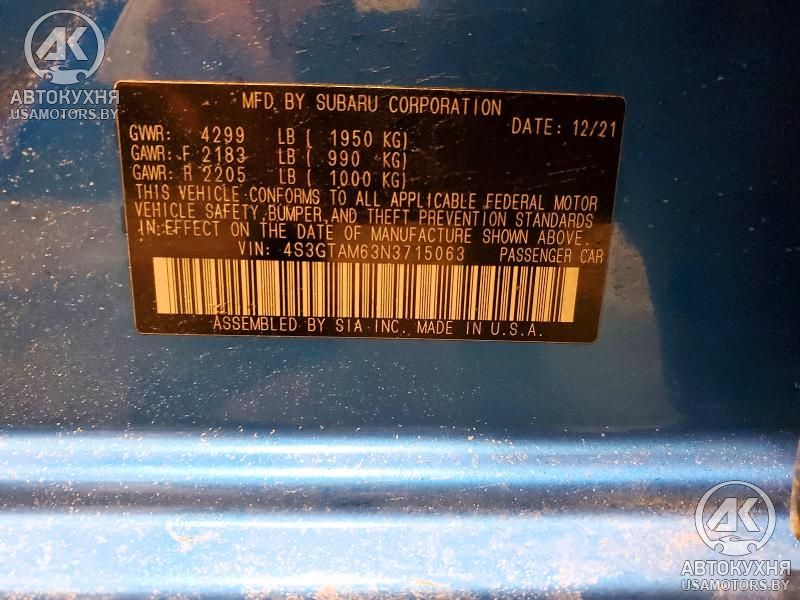 АК
АВТОКУХНЯ
USAMOTORS.BY
MFD. BY SUBARU CORPORATION
DATE: 12/21
GVWR: 4299 LB ( 1950 KG)
GAWR: F 2183 LB ( 990 KG)
GAWR: R 2205 LB ( 1000 KG)
THIS VEHICLE CONFORMS TO ALL APPLICABLE FEDERAL MOTOR
VEHICLE SAFETY, BUMPER, AND THEFT PREVENTION STANDARDS
IN EFFECT ON THE DATE OF MANUFACTURE SHOWN ABOVE.
VIN: 4S3GTAM63N3715063 PASSENGER CAR
ASSEMBLED BY SIA INC. MADE IN U.S.A.
АК
АВТОКУХНЯ
USAMOTORS.BY